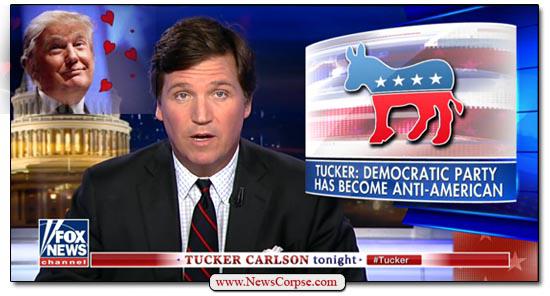 TUCKER: DEMOCRATIC PARTY
HAS BECOME ANTI-AMERICAN
FOX
NEWS
channel
TUCKER CARLSON tonight
#Tucker
www.NewsCorpse.com